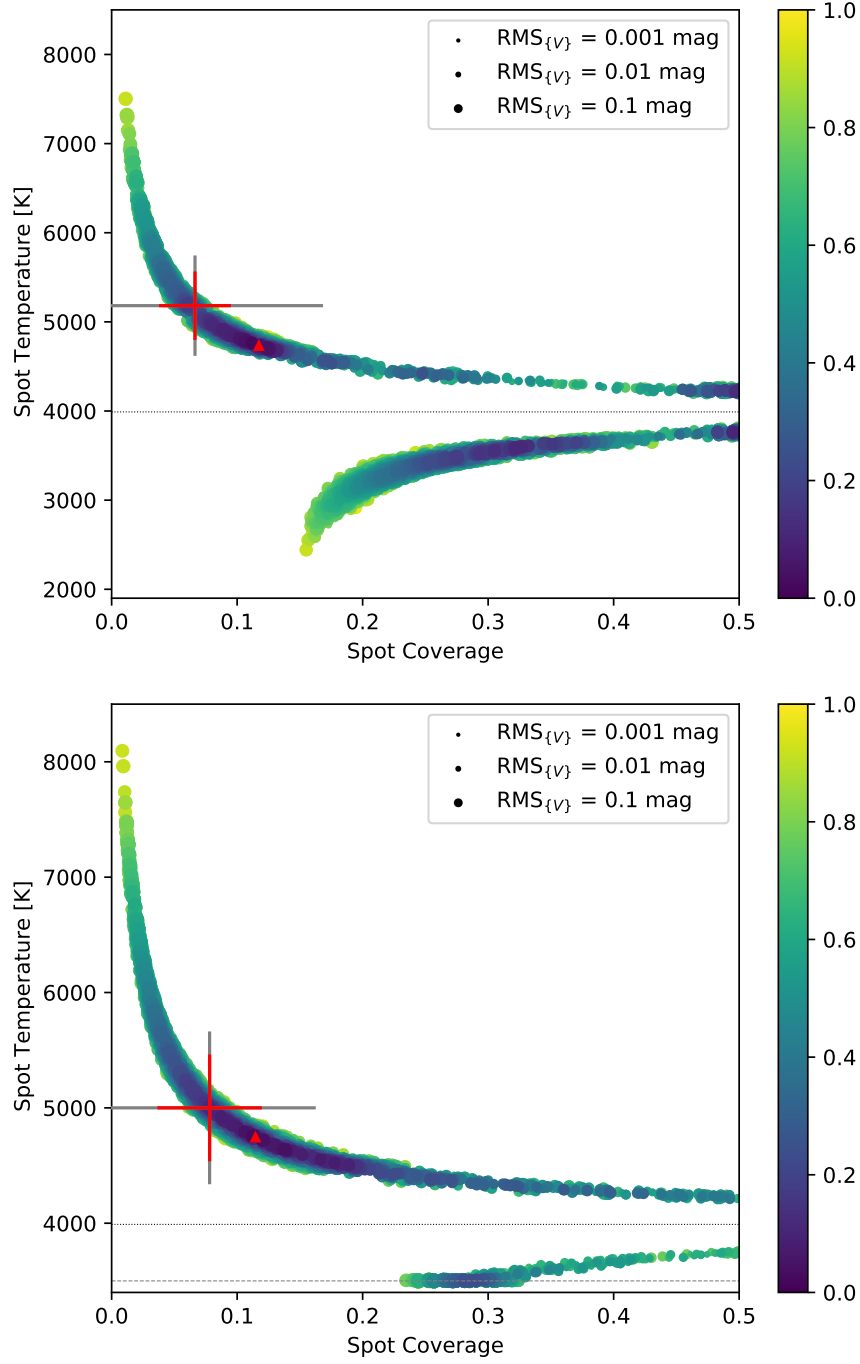 8000
7000
6000
5000
4000
3000
2000
Spot Temperature [K]
RMS{V} = 0.001 mag
RMS{V} = 0.01 mag
RMS{V} = 0.1 mag
0.0 0.1 0.2 0.3 0.4 0.5
Spot Coverage
1.0
0.8
0.6
0.4
0.2
0.0
8000
7000
6000
5000
4000
Spot Temperature [K]
RMS{V} = 0.001 mag
RMS{V} = 0.01 mag
RMS{V} = 0.1 mag
0.0 0.1 0.2 0.3 0.4 0.5
Spot Coverage
1.0
0.8
0.6
0.4
0.2
0.0